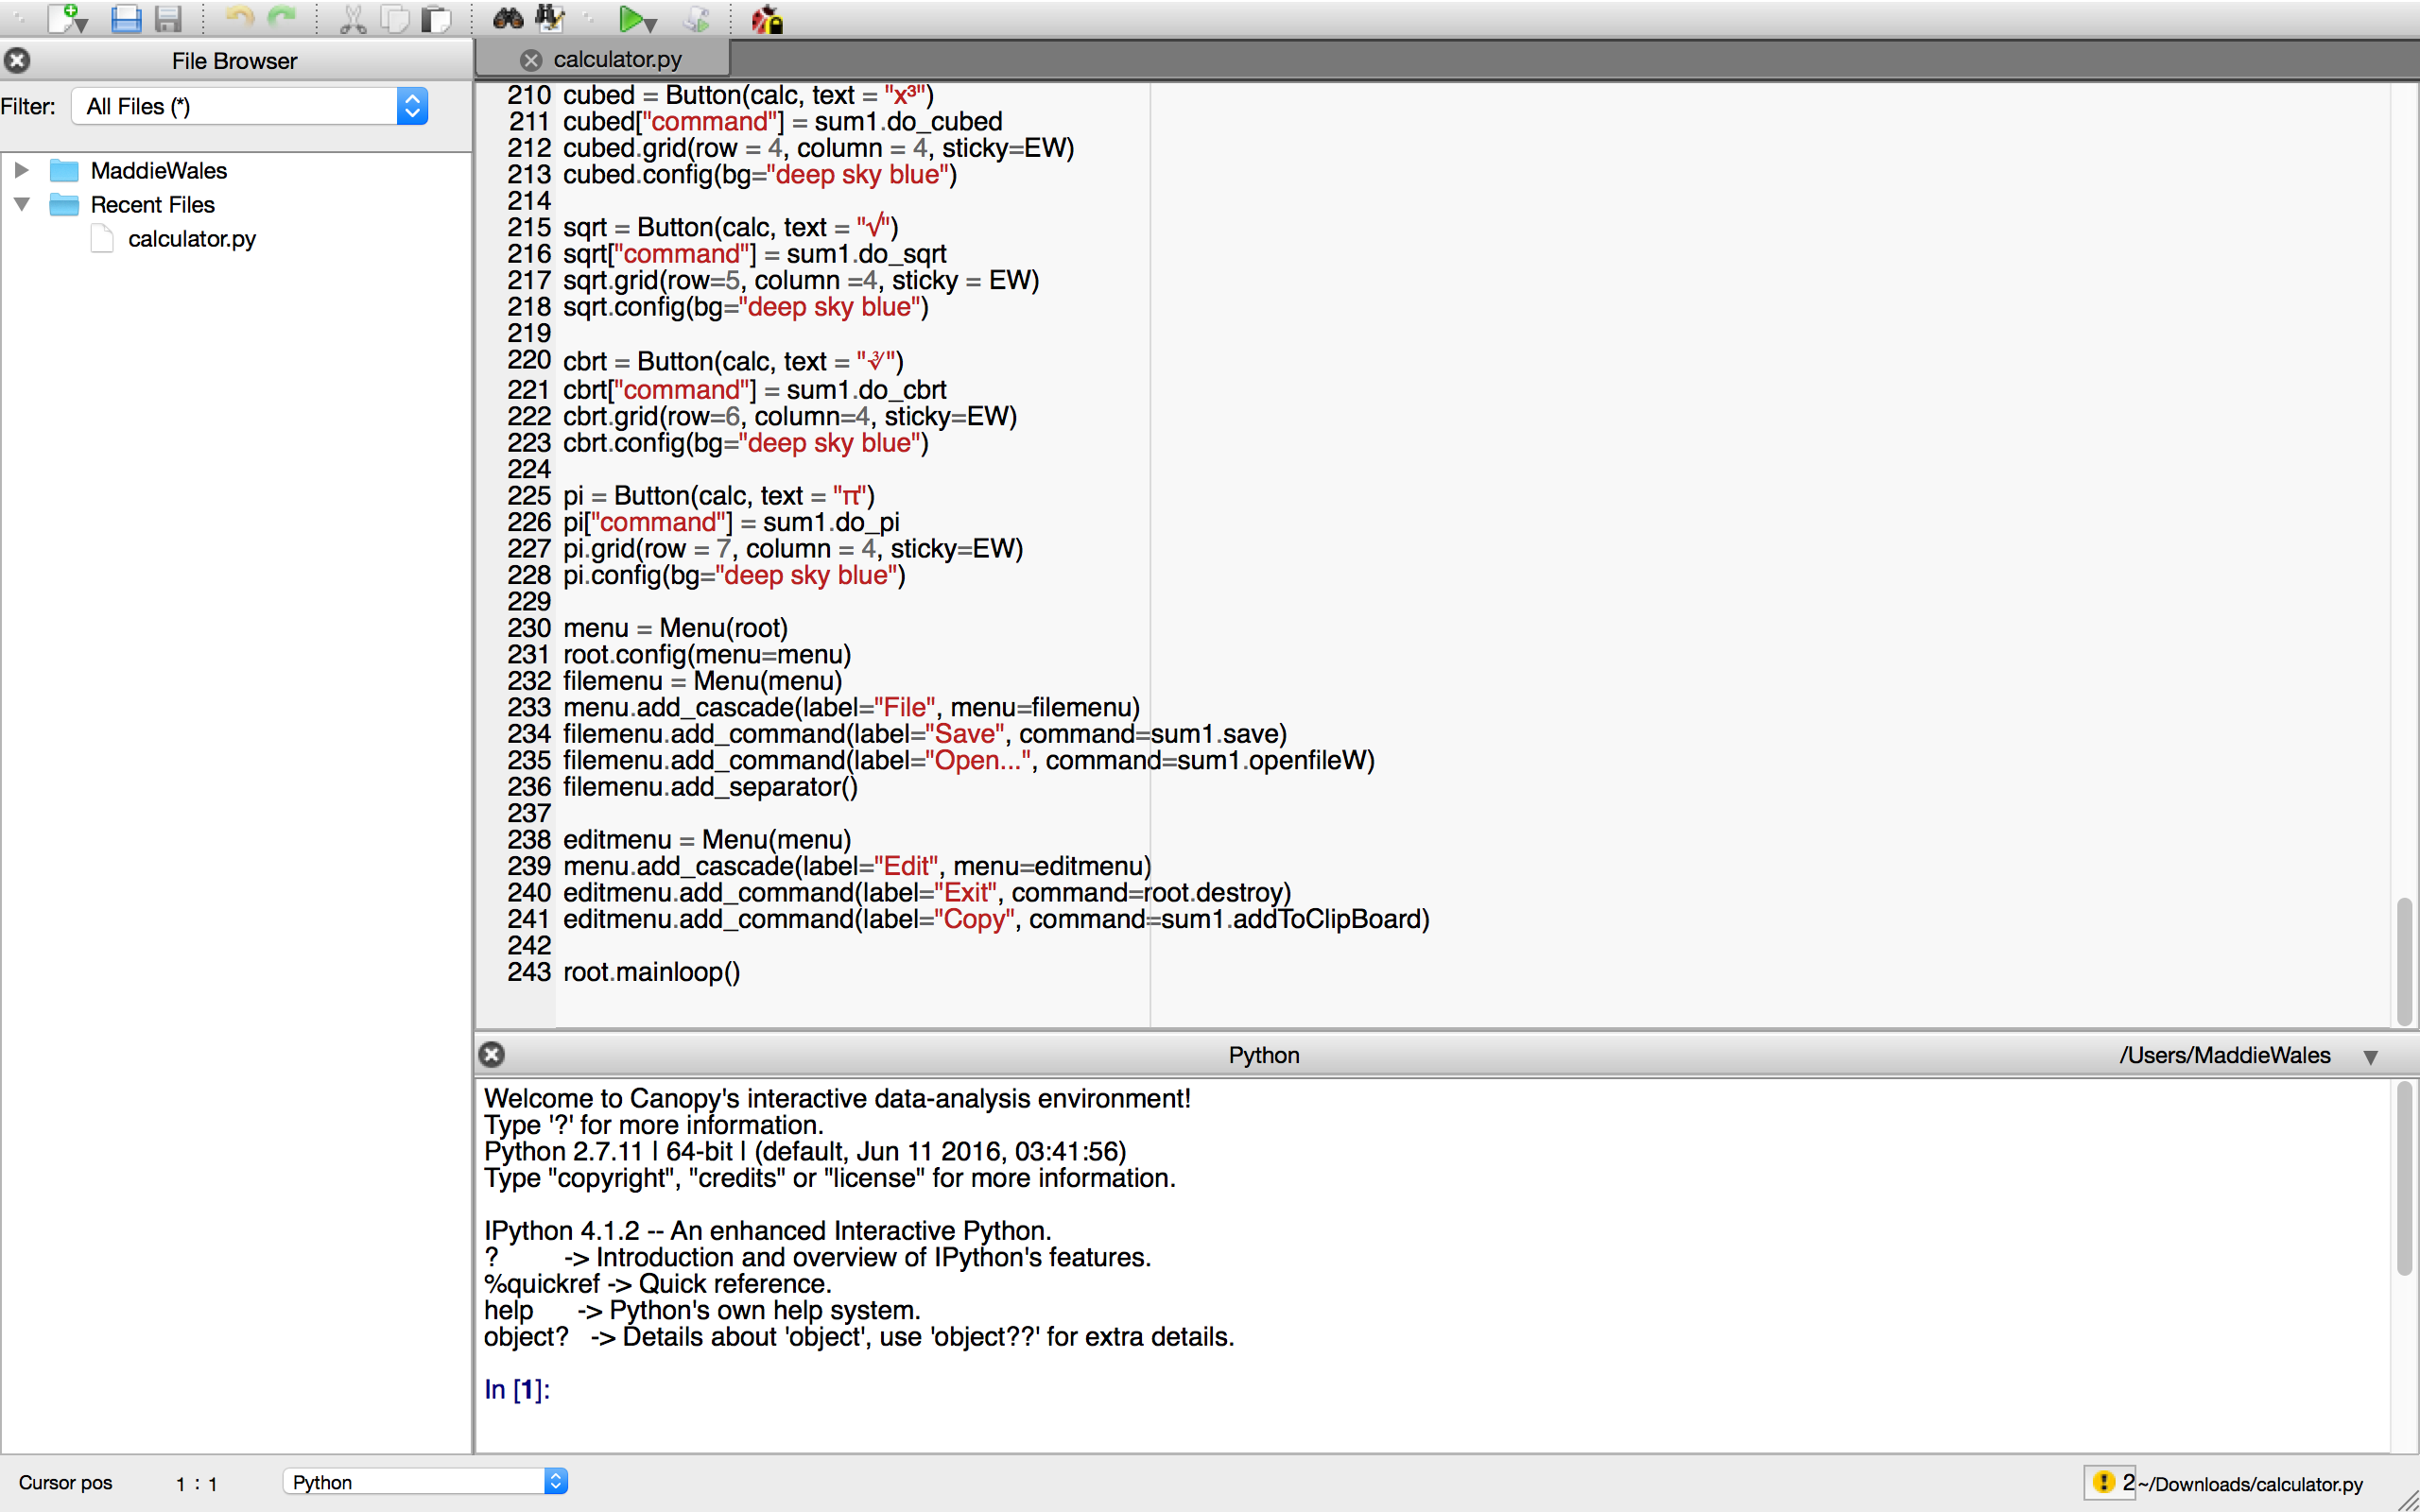 File Browser
calculator.py
Filter: All Files (*)
MaddieWales
Recent Files
calculator.py
210 cubed = Button(calc, text = "x³")
211 cubed["command"] = sum1.do_cubed
212 cubed.grid(row = 4, column = 4, sticky=EW)
213 cubed.config(bg="deep sky blue")
214
215 sqrt = Button(calc, text = "√")
216 sqrt["command"] = sum1.do_sqrt
217 sqrt.grid(row=5, column =4, sticky = EW)
218 sqrt.config(bg="deep sky blue")
219
220 cbrt = Button(calc, text = "∛")
221 cbrt["command"] = sum1.do_cbrt
222 cbrt.grid(row=6, column=4, sticky=EW)
223 cbrt.config(bg="deep sky blue")
224
225 pi = Button(calc, text = "π")
226 pi["command"] = sum1.do_pi
227 pi.grid(row = 7, column = 4, sticky=EW)
228 pi.config(bg="deep sky blue")
229
230 menu = Menu(root)
231 root.config(menu=menu)
232 filemenu = Menu(menu)
233 menu.add_cascade(label="File", menu=filemenu)
234 filemenu.add_command(label="Save", command=sum1.save)
235 filemenu.add_command(label="Open...", command=sum1.openfileW)
236 filemenu.add_separator()
237
238 editmenu = Menu(menu)
239 menu.add_cascade(label="Edit", menu=editmenu)
240 editmenu.add_command(label="Exit", command=root.destroy)
241 editmenu.add_command(label="Copy", command=sum1.addToClipBoard)
242
243 root.mainloop()
Python
/Users/MaddieWales
Welcome to Canopy's interactive data-analysis environment!
Type '?' for more information.
Python 2.7.11 | 64-bit | (default, Jun 11 2016, 03:41:56)
Type "copyright", "credits" or "license" for more information.
IPython 4.1.2 -- An enhanced Interactive Python.
? -> Introduction and overview of IPython's features.
%quickref -> Quick reference.
help -> Python's own help system.
object? -> Details about 'object', use 'object??' for extra details.
In [1]:
Cursor pos 1 : 1 Python
2 ~/Downloads/calculator.py